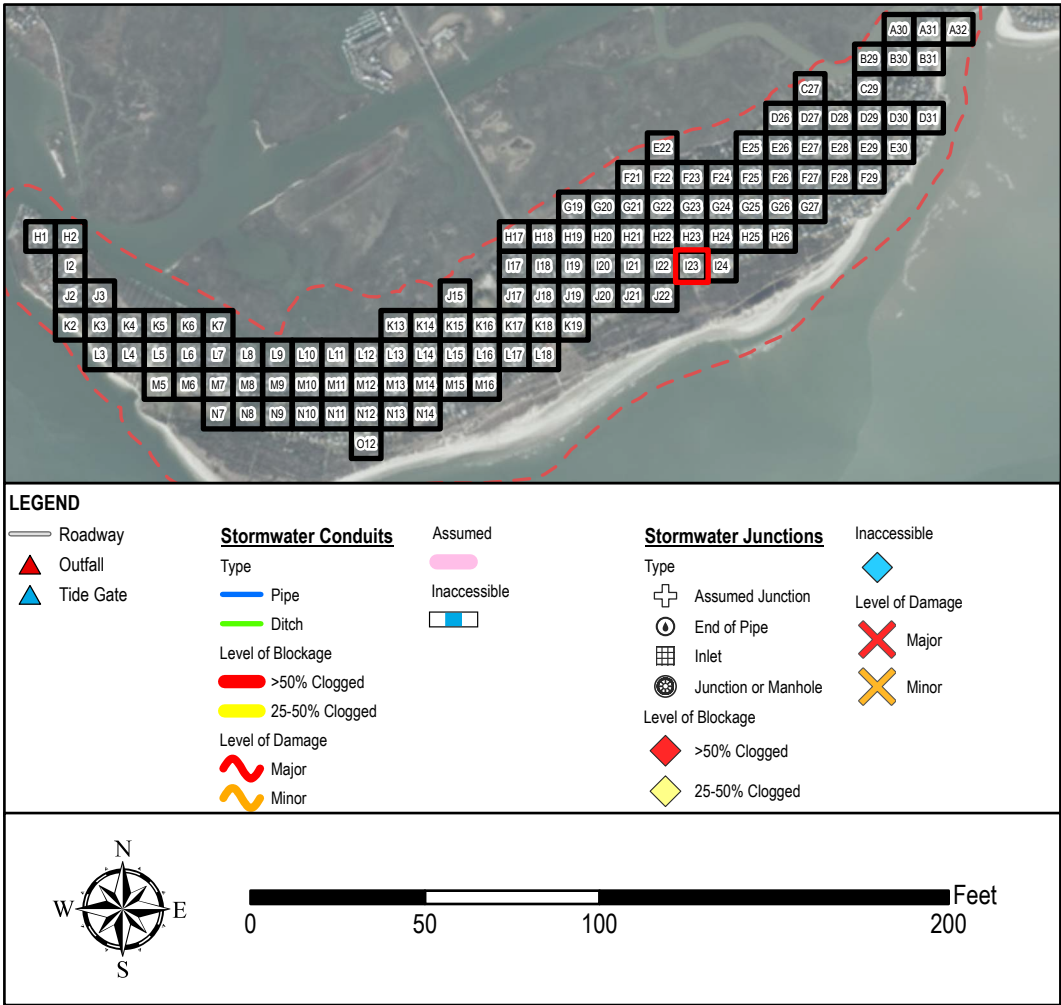 A30 A31 A32
B29 B30 B31
C27 C29
D26 D27 D28 D29 D30 D31
E22 E25 E26 E27 E28 E29 E30
F21 F22 F23 F24 F25 F26 F27 F28 F29
G19 G20 G21 G22 G23 G24 G25 G26 G27
H1 H2 H17 H18 H19 H20 H21 H22 H23 H24 H25 H26
I2 I17 I18 I19 I20 I21 I22 I23 I24
J2 J3 J15 J17 J18 J19 J20 J21 J22
K2 K3 K4 K5 K6 K7 K13 K14 K15 K16 K17 K18 K19
L3 L4 L5 L6 L7 L8 L9 L10 L11 L12 L13 L14 L15 L16 L17 L18
M5 M6 M7 M8 M9 M10 M11 M12 M13 M14 M15 M16
N7 N8 N9 N10 N11 N12 N13 N14
O12
LEGEND
Roadway
Outfall
Tide Gate
Stormwater Conduits
Type
Pipe
Ditch
Level of Blockage
>50% Clogged
25-50% Clogged
Level of Damage
Major
Minor
Assumed
Inaccessible
Stormwater Junctions
Type
Assumed Junction
End of Pipe
Inlet
Junction or Manhole
Level of Blockage
>50% Clogged
25-50% Clogged
Inaccessible
Level of Damage
Major
Minor
N
W E
S
Feet
0 50 100 200